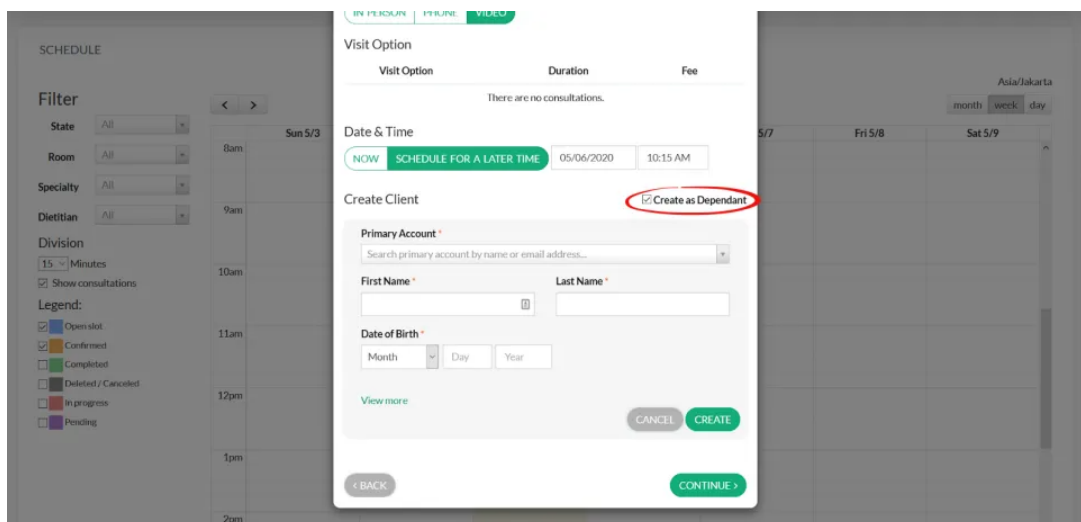 IN PERSON PHONE VIDEO
Visit Option
Visit Option Duration Fee
There are no consultations.
Date & Time
NOW SCHEDULE FOR A LATER TIME 05/06/2020 10:15 AM
Create Client Create as Dependant
Primary Account *
Search primary account by name or email address...
First Name * Last Name *
Date of Birth *
Month Day Year
View more
CANCEL CREATE
< BACK CONTINUE >
SCHEDULE
Filter
State All
Room All
Specialty All
Dietitian All
Division
15 Minutes
Show consultations
Legend:
Open slot
Confirmed
Completed
Deleted / Canceled
In progress
Pending
Asia/Jakarta
< > month week day
Sun 5/3 5/7 Fri 5/8 Sat 5/9
8am
9am
10am
11am
12pm
1pm
2pm